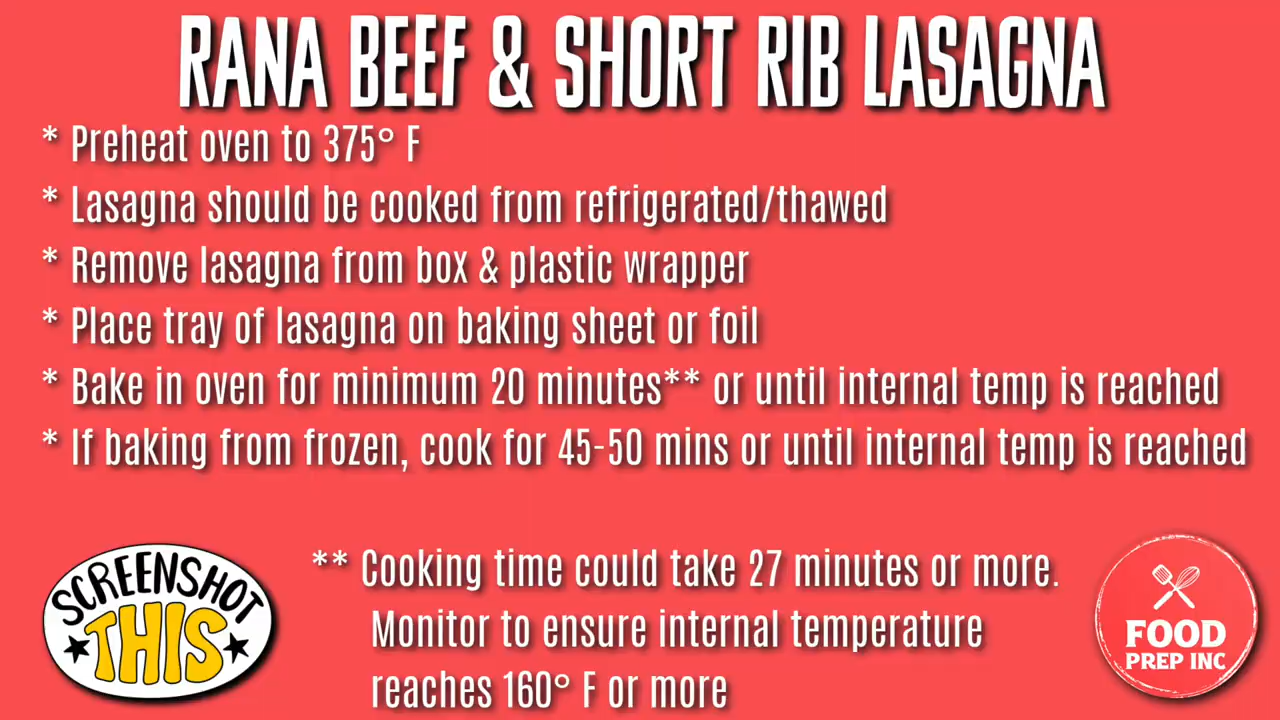 RANA BEEF & SHORT RIB LASAGNA
* Preheat oven to 375° F
* Lasagna should be cooked from refrigerated/thawed
* Remove lasagna from box & plastic wrapper
* Place tray of lasagna on baking sheet or foil
* Bake in oven for minimum 20 minutes** or until internal temp is reached
* If baking from frozen, cook for 45-50 mins or until internal temp is reached
** Cooking time could take 27 minutes or more.
Monitor to ensure internal temperature
reaches 160° F or more
SCREENSHOT
THIS
FOOD
PREP INC